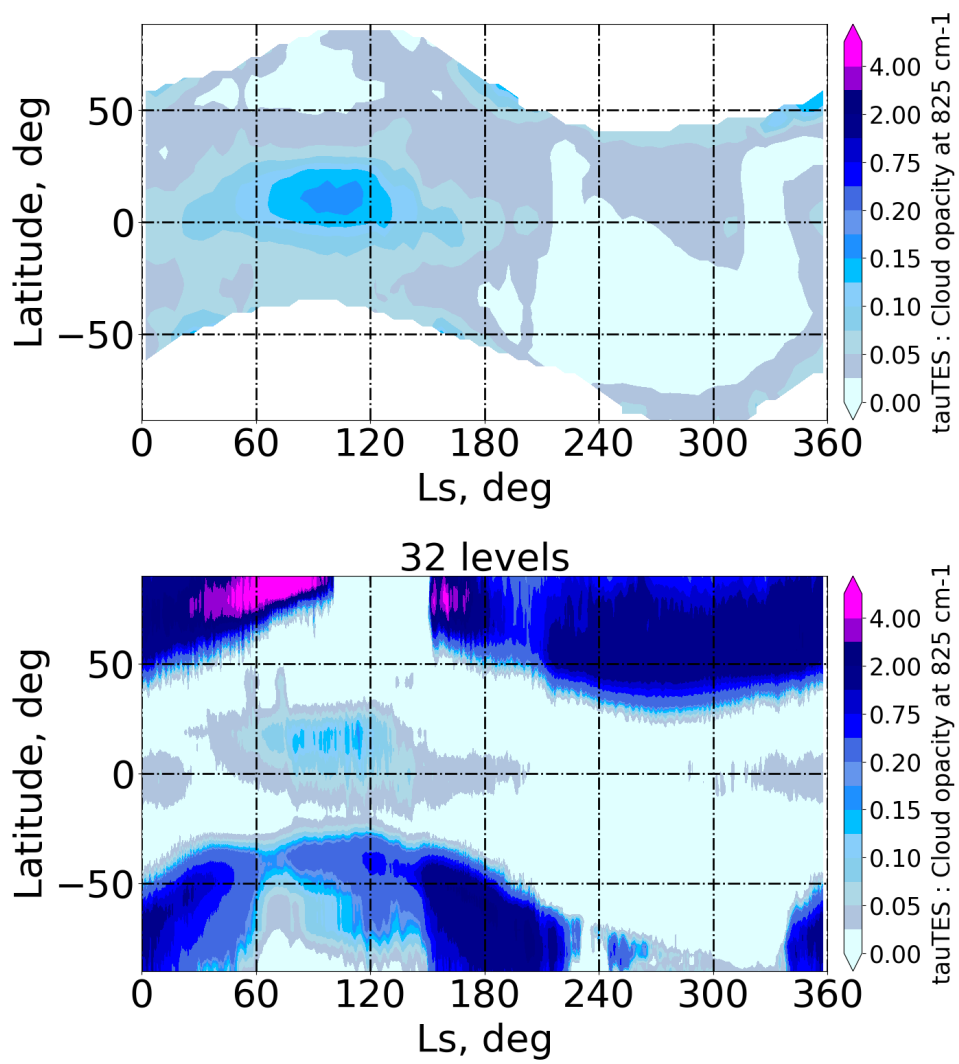 50
0
−50
Latitude, deg
0 60 120 180 240 300 360
Ls, deg
4.00
2.00
0.75
0.20
0.15
0.10
0.05
0.00
tauTES : Cloud opacity at 825 cm-1
32 levels
50
0
−50
Latitude, deg
0 60 120 180 240 300 360
Ls, deg
4.00
2.00
0.75
0.20
0.15
0.10
0.05
0.00
tauTES : Cloud opacity at 825 cm-1